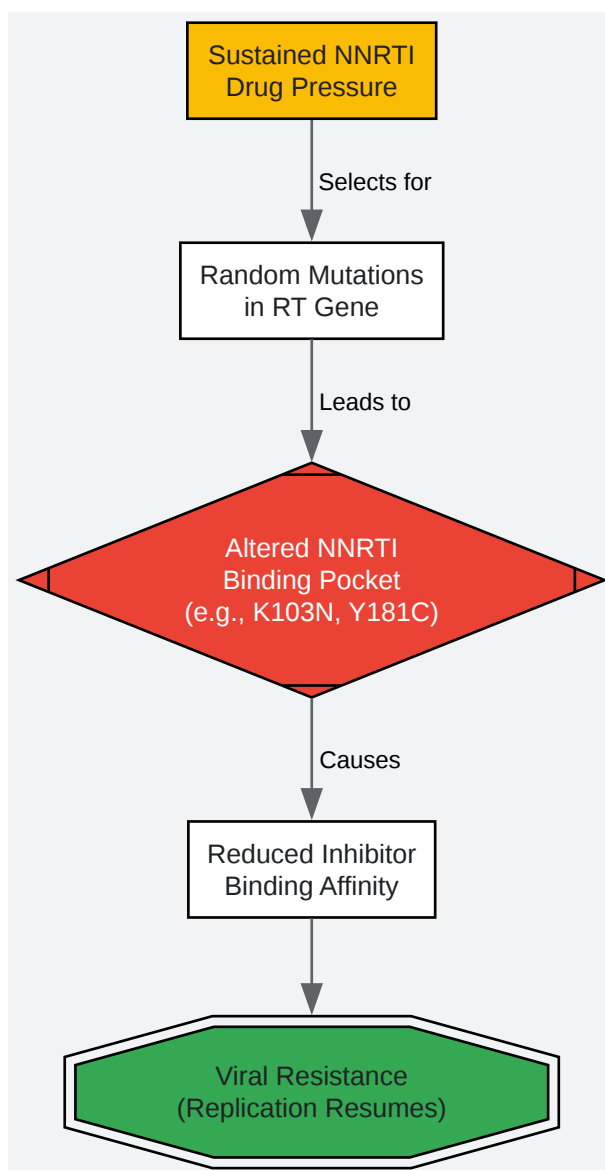 Sustained NNRTI
Drug Pressure
Selects for
Random Mutations
in RT Gene
Leads to
Altered NNRTI
Binding Pocket
(e.g., K103N, Y181C)
Causes
Reduced Inhibitor
Binding Affinity
Viral Resistance
(Replication Resumes)